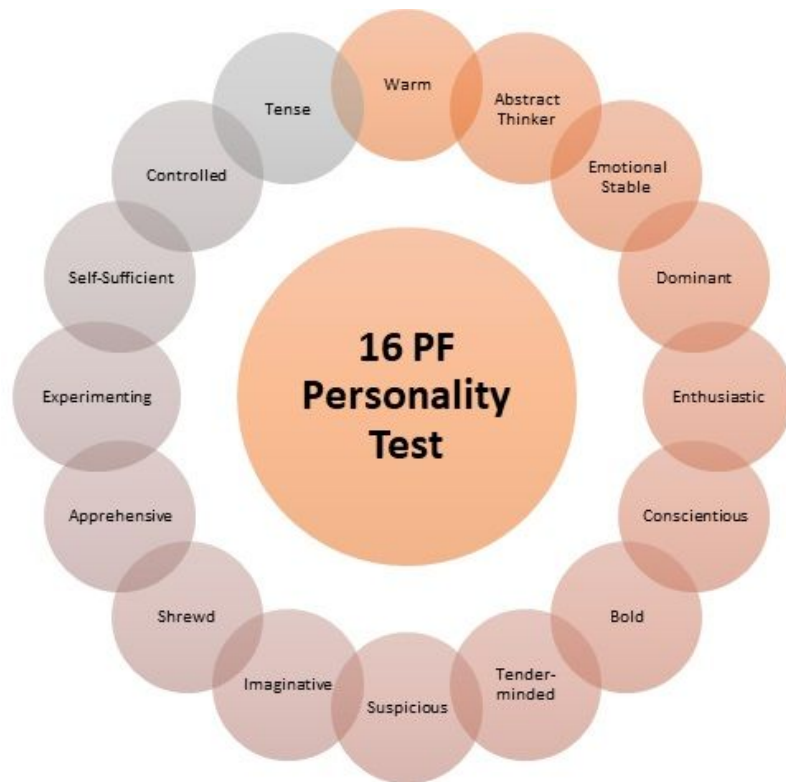 16 PF
Personality
Test
Warm
Abstract
Thinker
Emotional
Stable
Dominant
Enthusiastic
Conscientious
Bold
Tender-
minded
Suspicious
Imaginative
Shrewd
Apprehensive
Experimenting
Self-Sufficient
Controlled
Tense